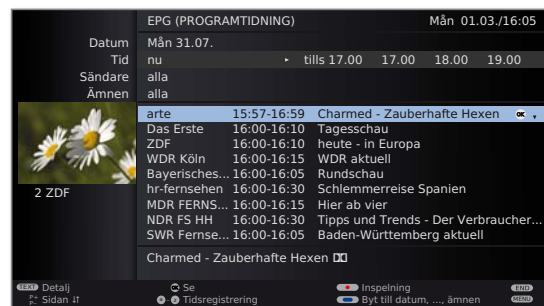 EPG (PROGRAMTIDNING) Mån 01.03./16:05
Datum Mån 31.07.
Tid nu ▸ tills 17.00 17.00 18.00 19.00
Sändare alla
Ämnen alla
arte 15:57-16:59 Charmed - Zauberhafte Hexen OK
Das Erste 16:00-16:10 Tagesschau
ZDF 16:00-16:10 heute - in Europa
WDR Köln 16:00-16:15 WDR aktuell
Bayerisches... 16:00-16:05 Rundschau
hr-fernsehen 16:00-16:30 Schlemmerreise Spanien
MDR FERNS... 16:00-16:15 Hier ab vier
NDR FS HH 16:00-16:30 Tipps und Trends - Der Verbraucher...
SWR Fernse... 16:00-16:05 Baden-Württemberg aktuell
2 ZDF
Charmed - Zauberhafte Hexen
TEXT Detalj OK Se Inspelning END
P+ P- Sidan Tidsregistrering Byt till datum, ..., ämnen MENU